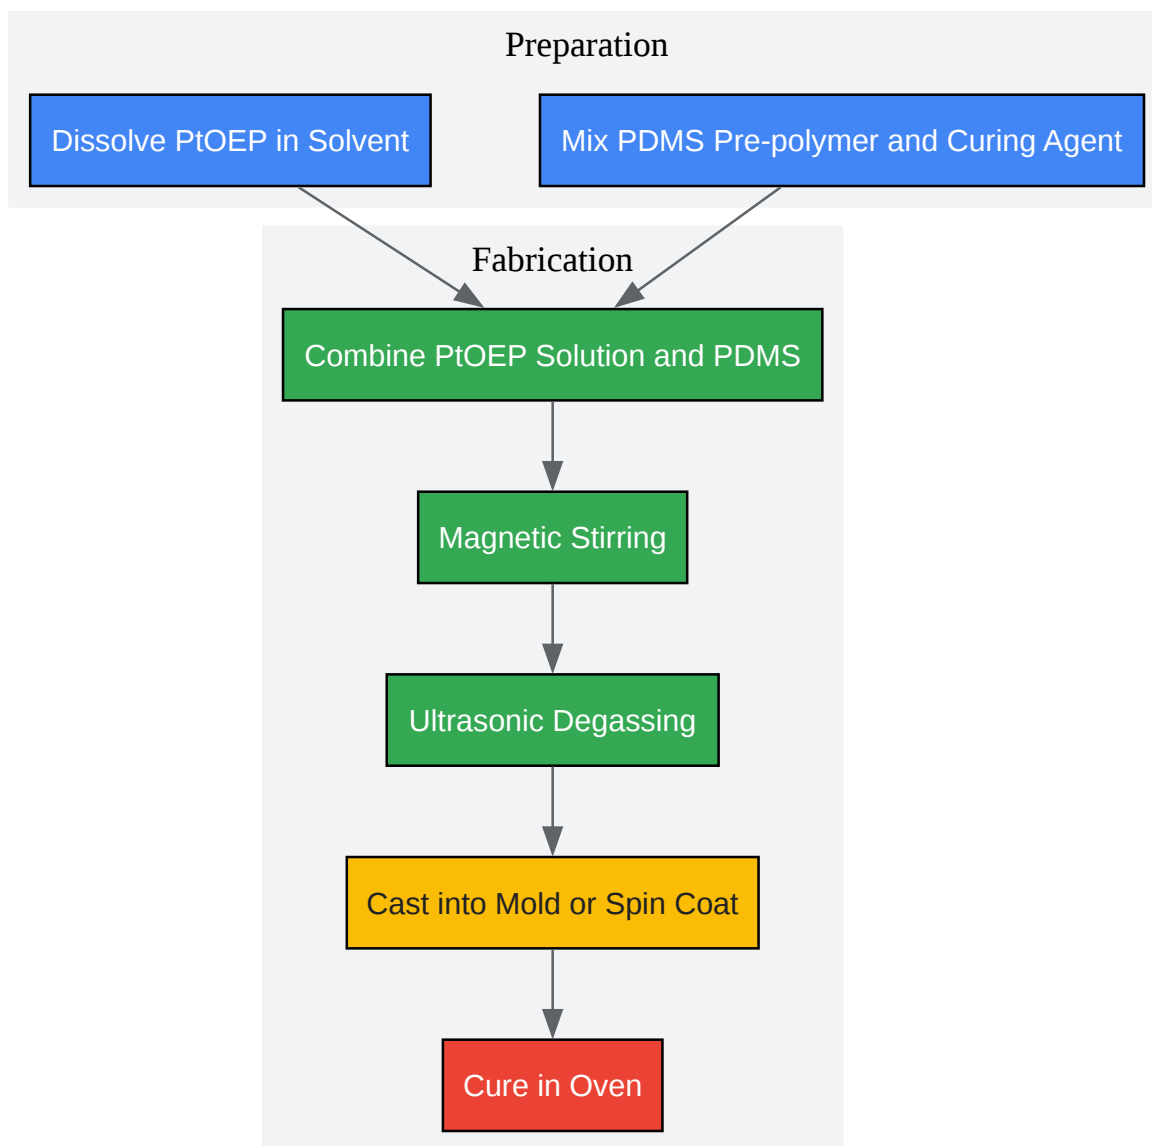 Preparation
Dissolve PtOEP in Solvent
Mix PDMS Pre-polymer and Curing Agent
Fabrication
Combine PtOEP Solution and PDMS
Magnetic Stirring
Ultrasonic Degassing
Cast into Mold or Spin Coat
Cure in Oven